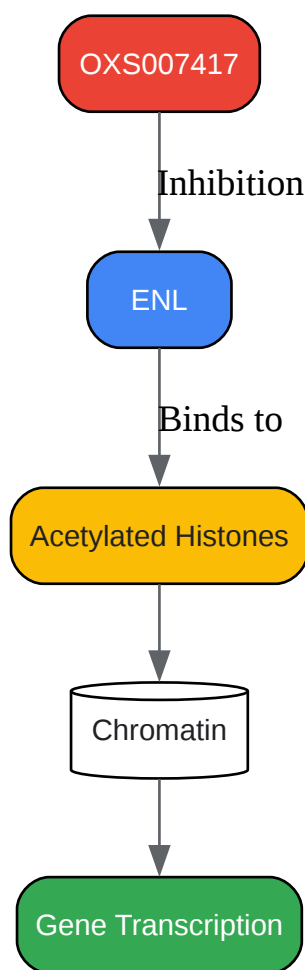 OXS007417
Inhibition
ENL
Binds to
Acetylated Histones
Chromatin
Gene Transcription